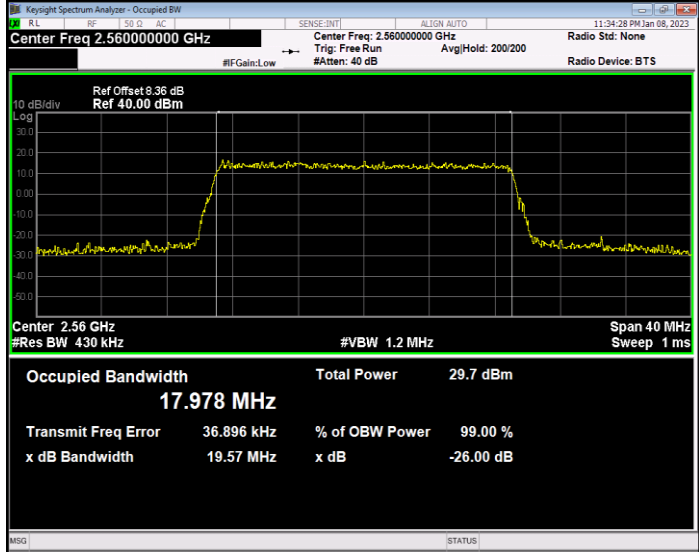 Keysight Spectrum Analyzer - Occupied BW
RL RF 50 Ω AC SENSE:INT ALIGN AUTO 11:34:28 PM Jan 08, 2023
Center Freq 2.560000000 GHz Center Freq: 2.560000000 GHz Radio Std: None
Trig: Free Run Avg|Hold: 200/200
#IFGain:Low #Atten: 40 dB Radio Device: BTS
Ref Offset 8.36 dB
10 dB/div Ref 40.00 dBm
Log
30.0
20.0
10.0
0.00
-10.0
-20.0
-30.0
-40.0
-50.0
Center 2.56 GHz Span 40 MHz
#Res BW 430 kHz #VBW 1.2 MHz Sweep 1 ms
Occupied Bandwidth Total Power 29.7 dBm
17.978 MHz
Transmit Freq Error 36.896 kHz % of OBW Power 99.00 %
x dB Bandwidth 19.57 MHz x dB -26.00 dB
MSG STATUS